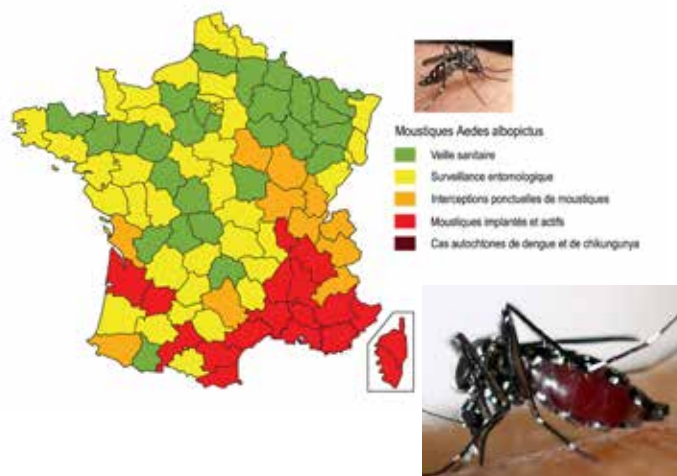 Moustiques Aedes albopictus
Veille sanitaire
Surveillance entomologique
Interceptions ponctuelles de moustiques
Moustiques implantés et actifs
Cas autochtones de dengue et de chikungunya